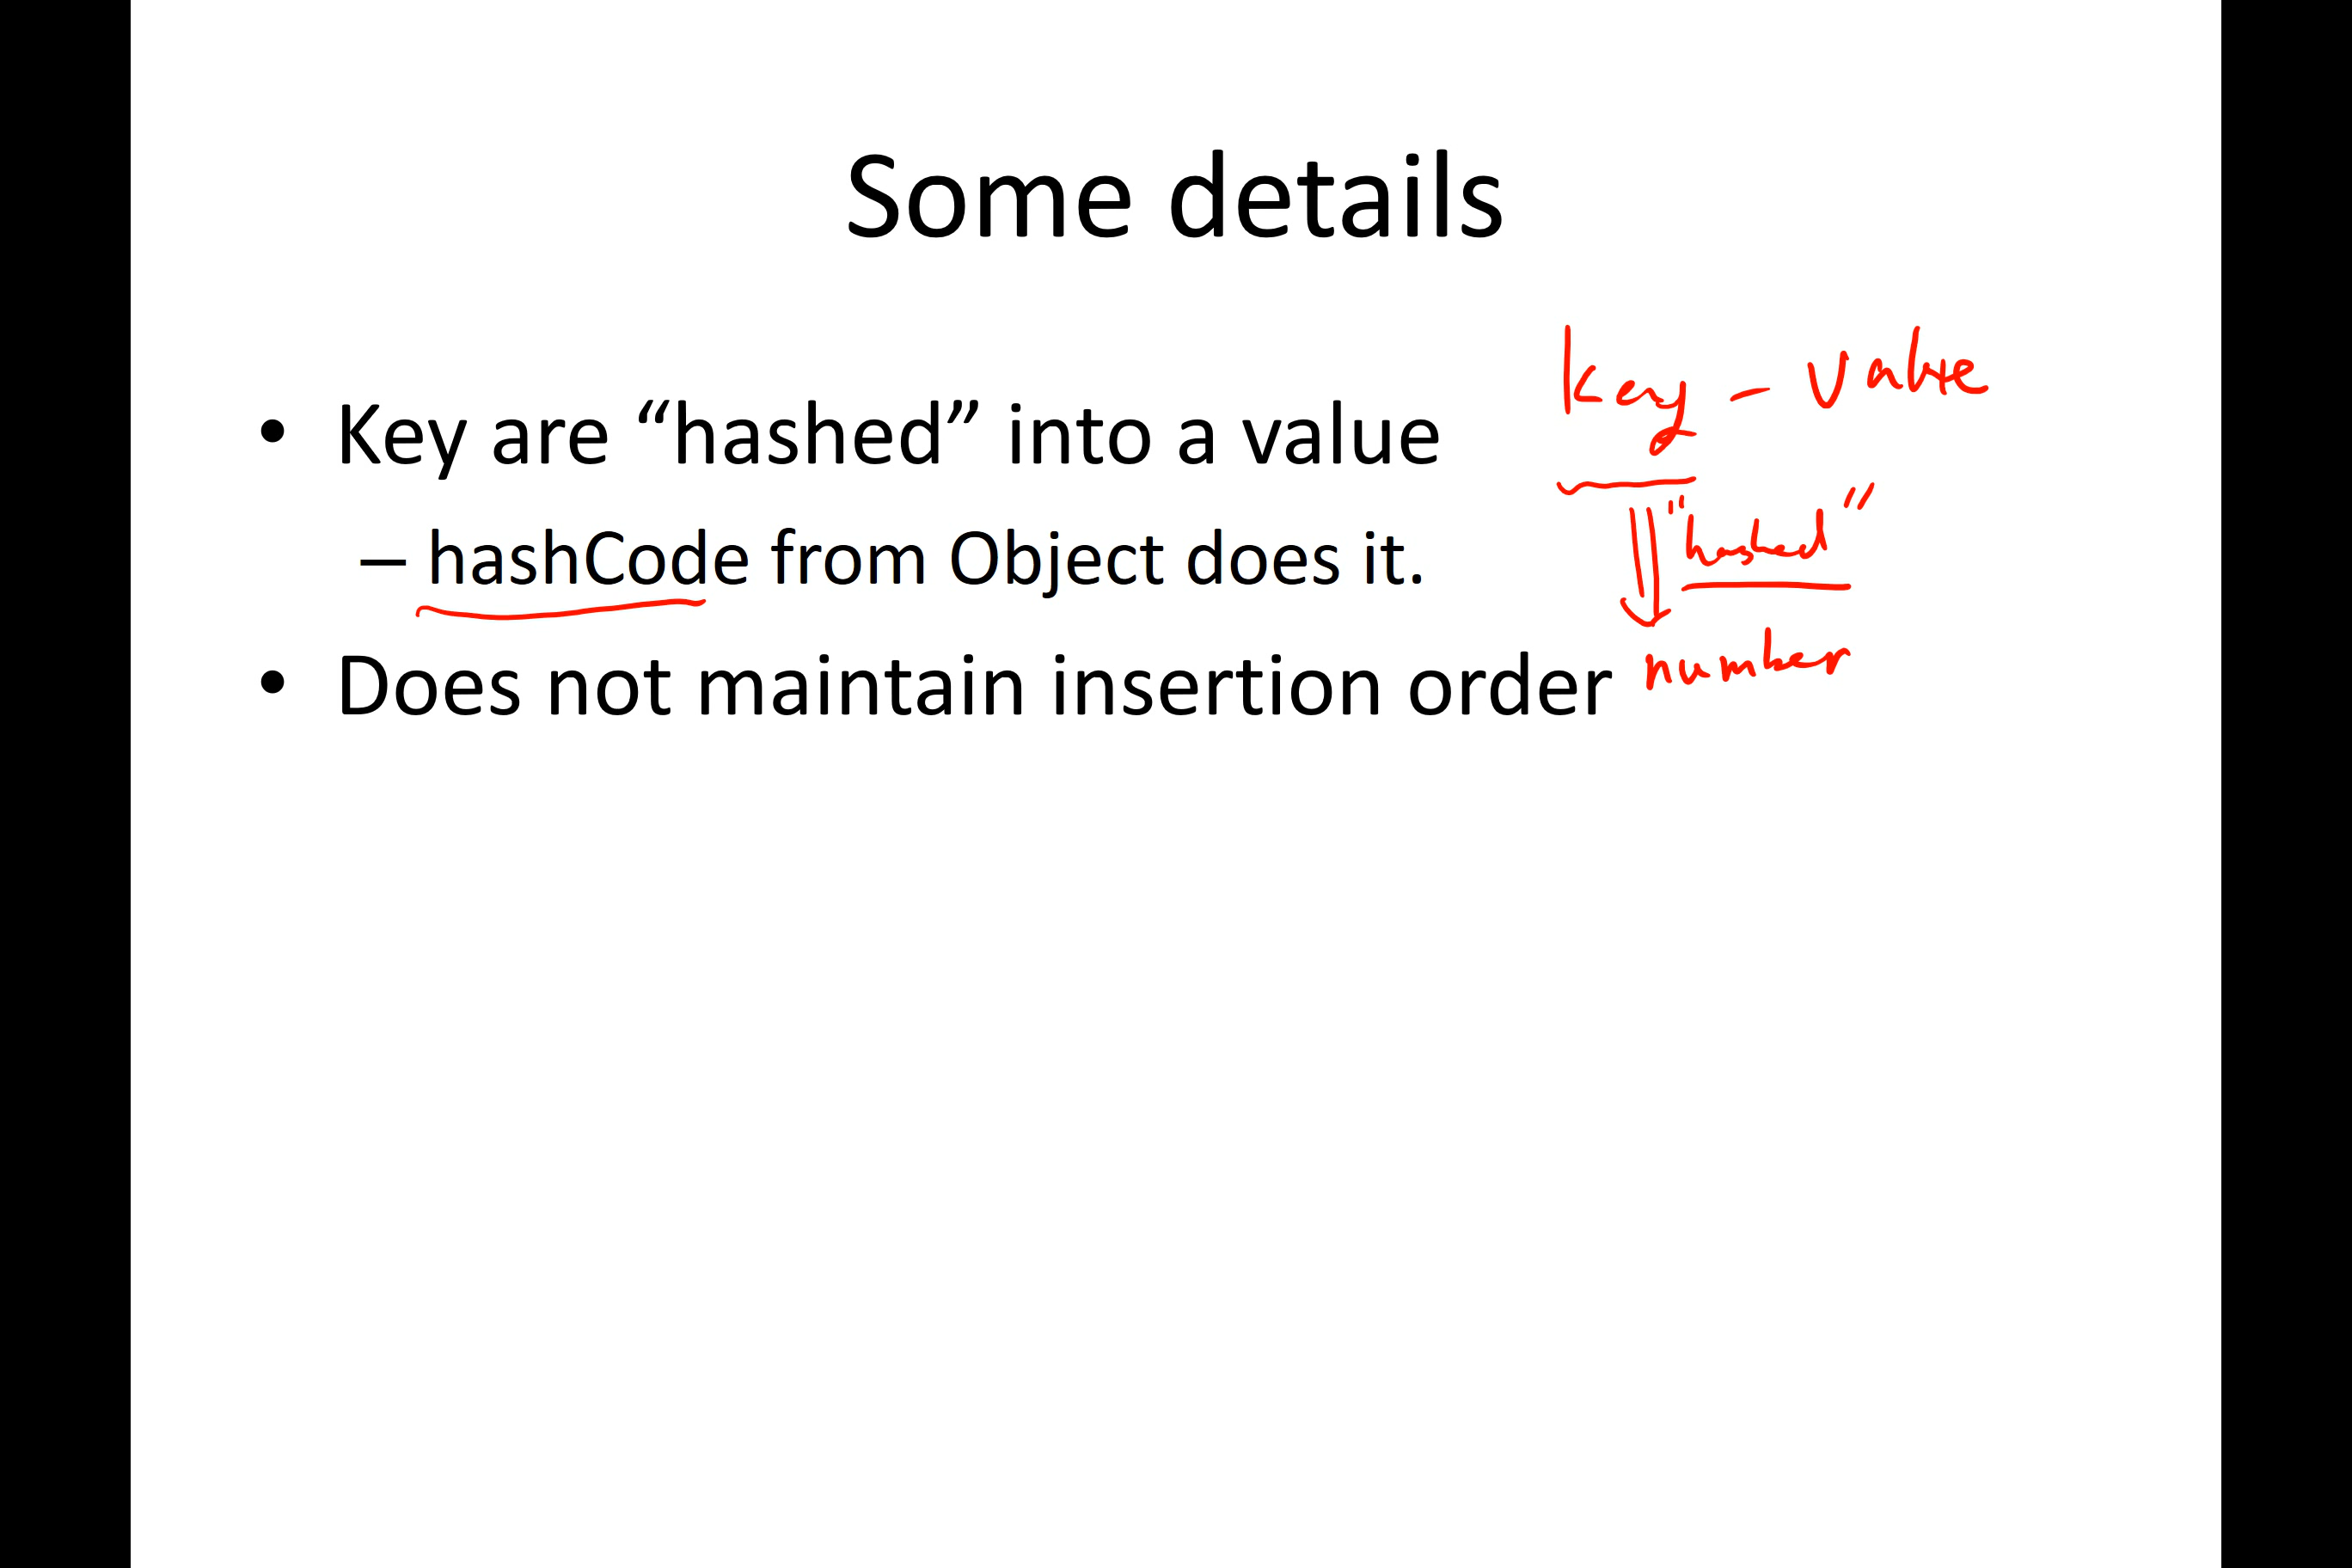 Some details
key - value
• Key are “hashed” into a value
"hashed"
– hashCode from Object does it.
number
• Does not maintain insertion order